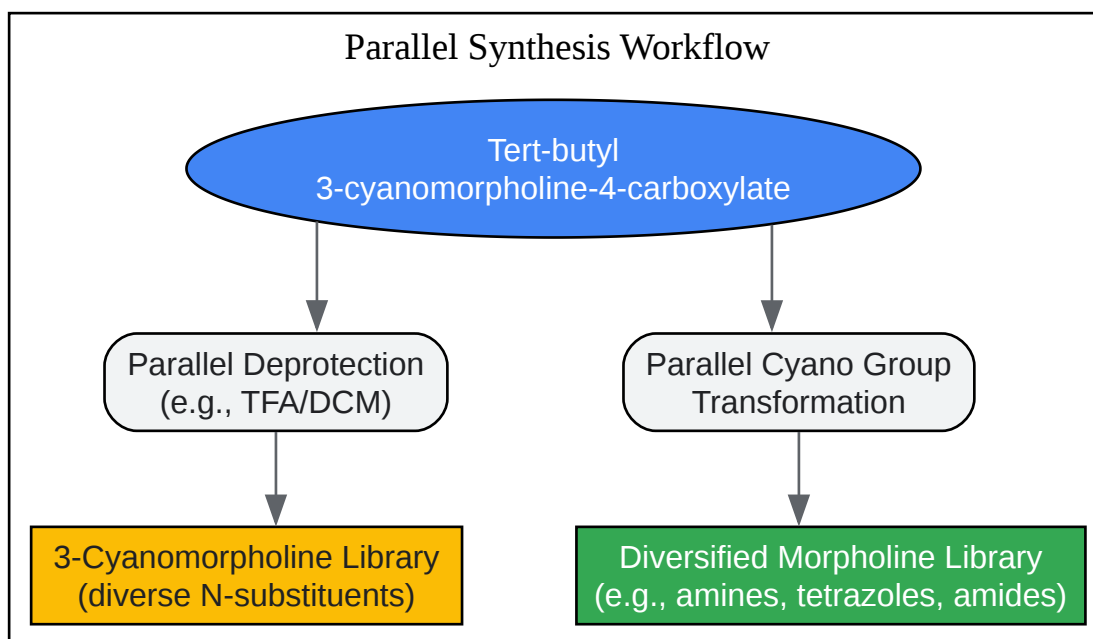 Parallel Synthesis Workflow
Tert-butyl
3-cyanomorpholine-4-carboxylate
Parallel Deprotection
(e.g., TFA/DCM)
Parallel Cyano Group
Transformation
3-Cyanomorpholine Library
(diverse N-substituents)
Diversified Morpholine Library
(e.g., amines, tetrazoles, amides)